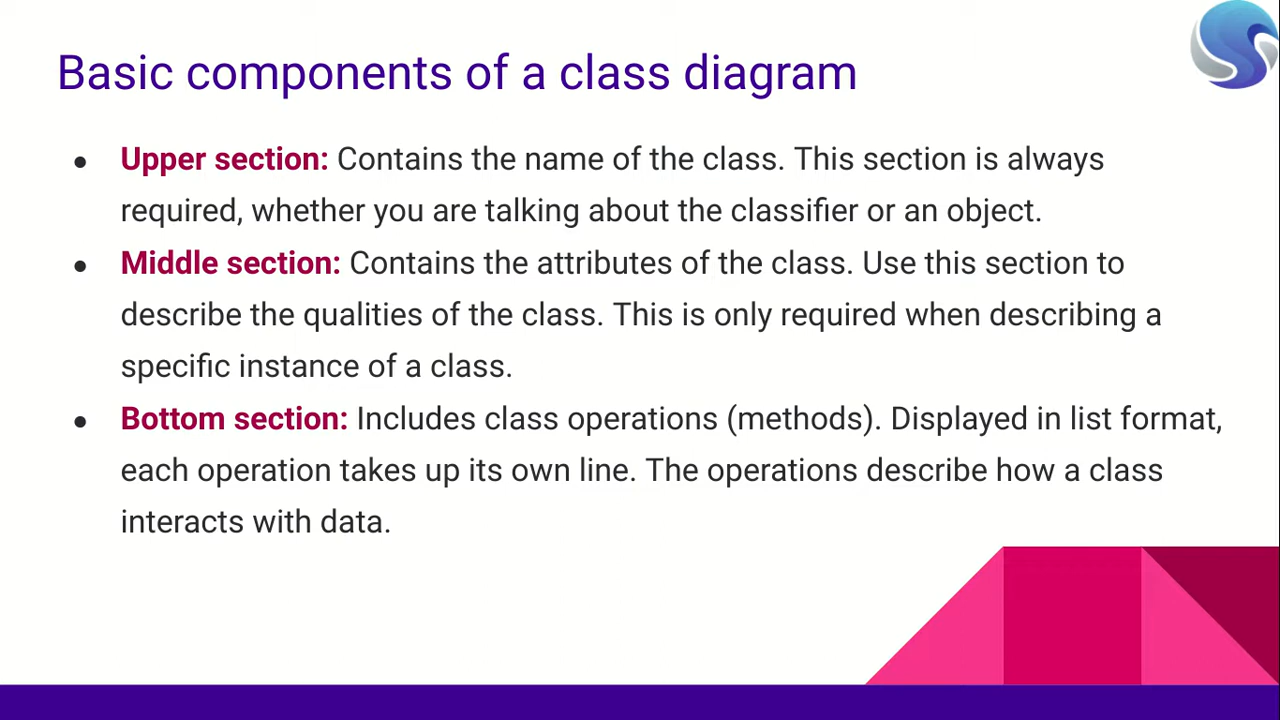 Basic components of a class diagram
● Upper section: Contains the name of the class. This section is always
required, whether you are talking about the classifier or an object.
● Middle section: Contains the attributes of the class. Use this section to
describe the qualities of the class. This is only required when describing a
specific instance of a class.
● Bottom section: Includes class operations (methods). Displayed in list format,
each operation takes up its own line. The operations describe how a class
interacts with data.